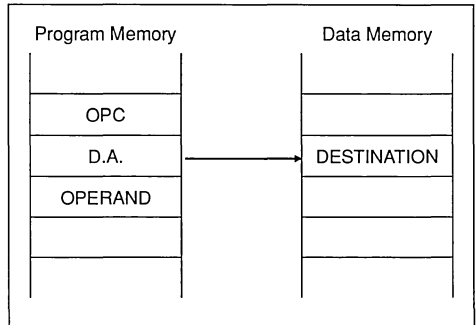 Program Memory
Data Memory
OPC
D.A.
DESTINATION
OPERAND